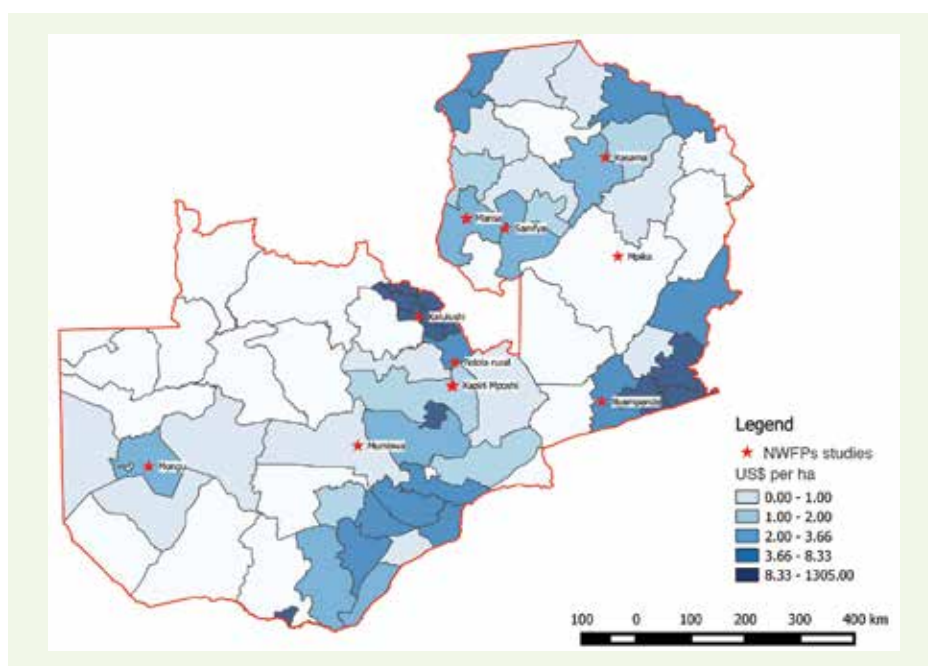 Kasama
Mansa
Samfya
Mpika
Kalulushi
Ndola rural
Kapiri Mposhi
Nyampande
Mumbwa
Mongu
Legend
NWFPs studies
US$ per ha
0.00 - 1.00
1.00 - 2.00
2.00 - 3.66
3.66 - 8.33
8.33 - 1305.00
100 0 100 200 300 400 km